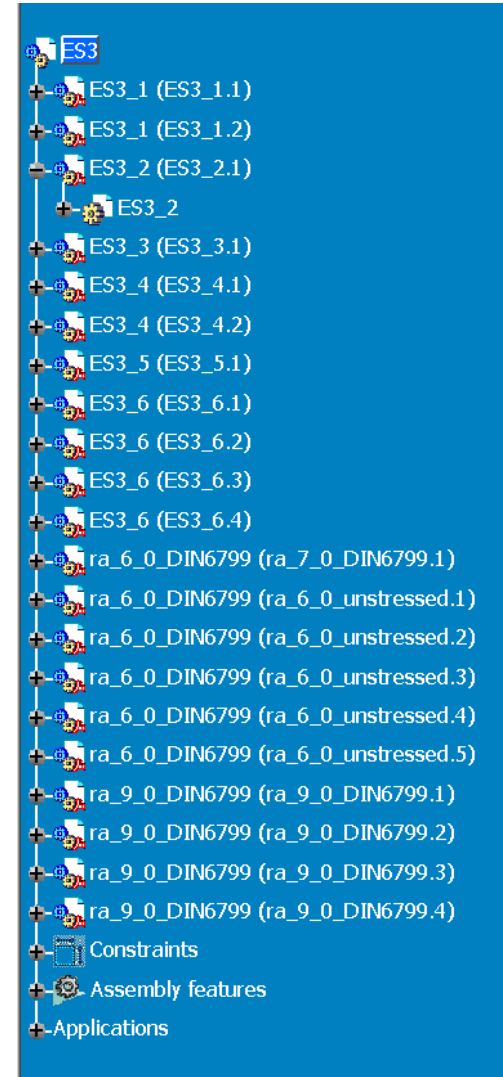 ES3
ES3_1 (ES3_1.1)
ES3_1 (ES3_1.2)
ES3_2 (ES3_2.1)
ES3_2
ES3_3 (ES3_3.1)
ES3_4 (ES3_4.1)
ES3_4 (ES3_4.2)
ES3_5 (ES3_5.1)
ES3_6 (ES3_6.1)
ES3_6 (ES3_6.2)
ES3_6 (ES3_6.3)
ES3_6 (ES3_6.4)
ra_6_0_DIN6799 (ra_7_0_DIN6799.1)
ra_6_0_DIN6799 (ra_6_0_unstressed.1)
ra_6_0_DIN6799 (ra_6_0_unstressed.2)
ra_6_0_DIN6799 (ra_6_0_unstressed.3)
ra_6_0_DIN6799 (ra_6_0_unstressed.4)
ra_6_0_DIN6799 (ra_6_0_unstressed.5)
ra_9_0_DIN6799 (ra_9_0_DIN6799.1)
ra_9_0_DIN6799 (ra_9_0_DIN6799.2)
ra_9_0_DIN6799 (ra_9_0_DIN6799.3)
ra_9_0_DIN6799 (ra_9_0_DIN6799.4)
Constraints
Assembly features
Applications